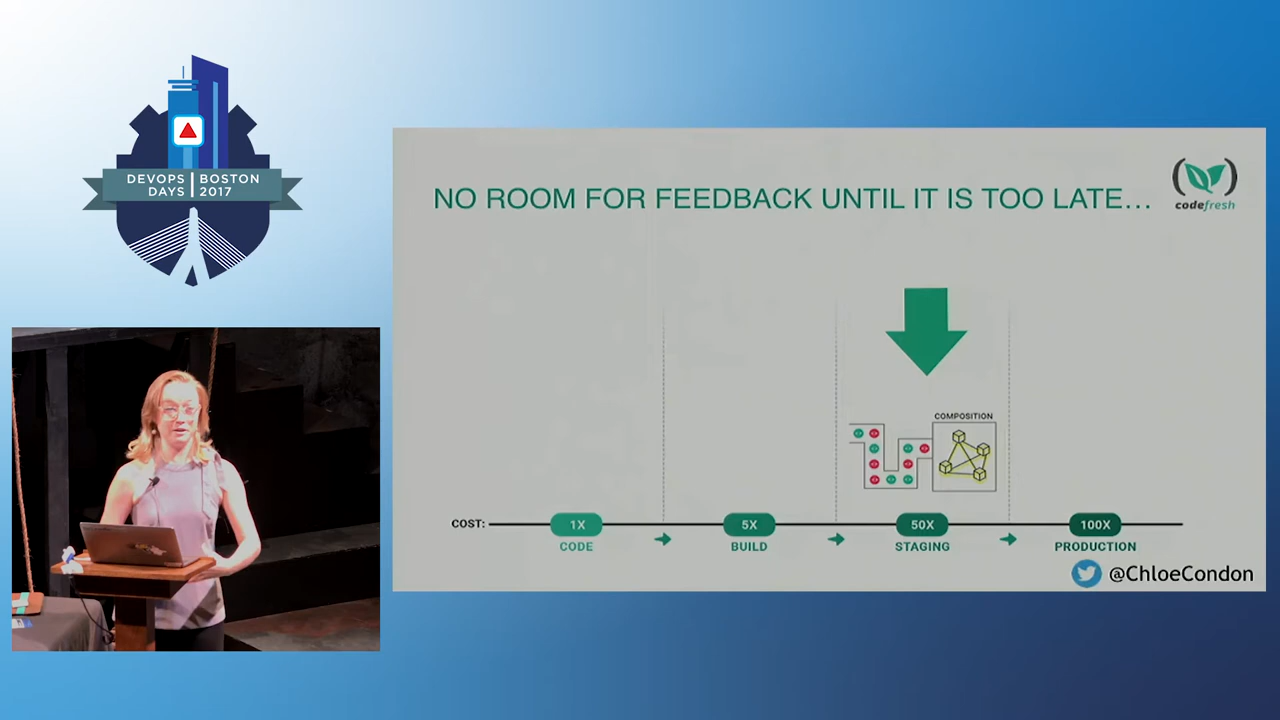 DEVOPS DAYS
BOSTON 2017
NO ROOM FOR FEEDBACK UNTIL IT IS TOO LATE...
codefresh
COMPOSITION
COST:
1X
5X
50X
100X
CODE
BUILD
STAGING
PRODUCTION
@ChloeCondon